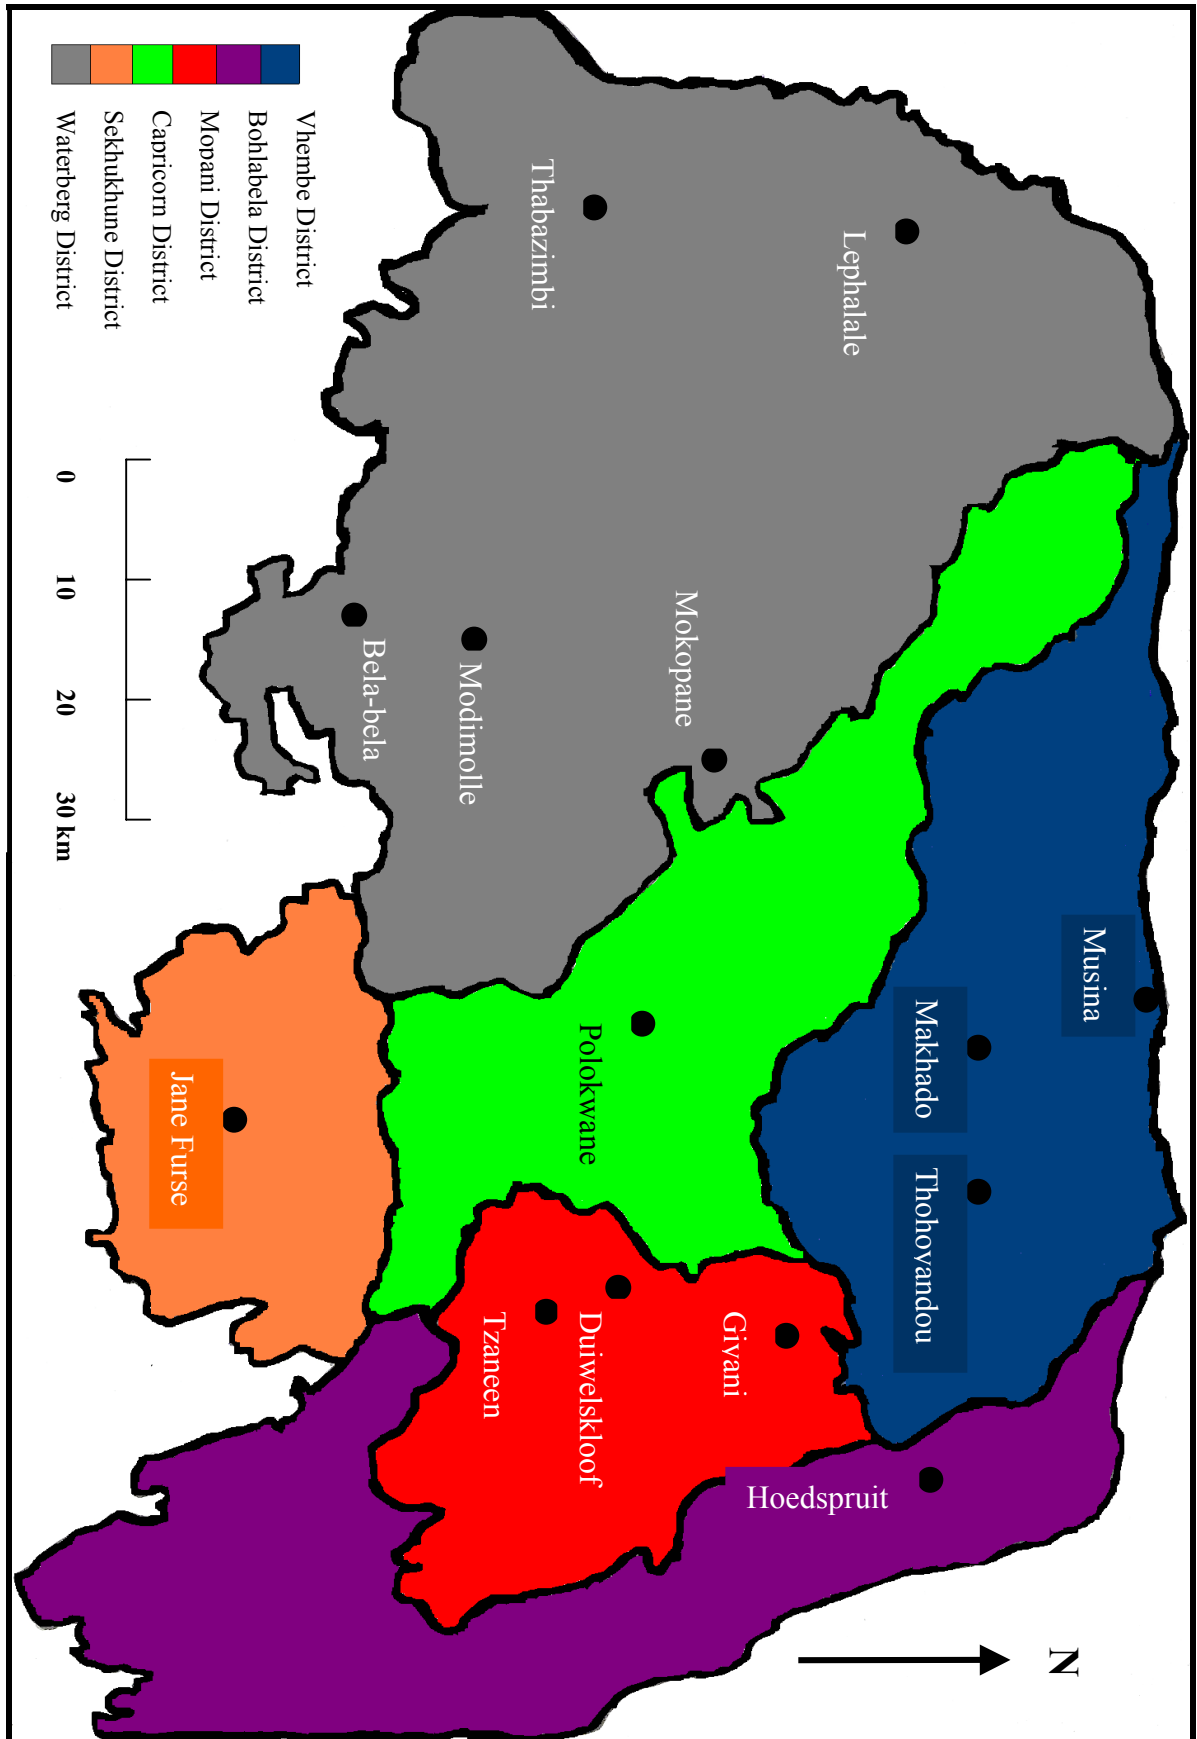 N
Musina
Makhado
Thohoyandou
Lephalale
Giyani
Hoedspruit
Mokopane
Polokwane
Duiwelskloof
Thabazimbi
Tzaneen
Modimolle
Bela-bela
Jane Furse
Vhembe District
Bohlabela District
Mopani District
Capricorn District
Sekhukhune District
Waterberg District
0 10 20 30 km